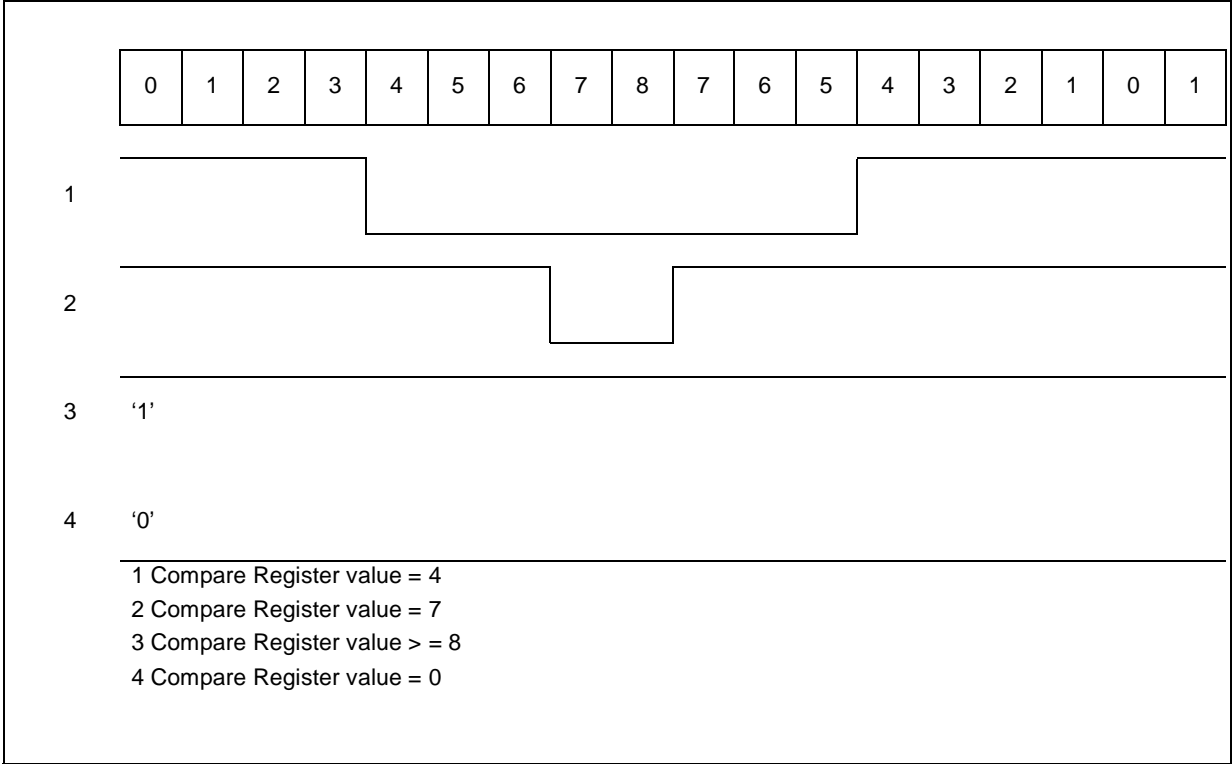 0 1 2 3 4 5 6 7 8 7 6 5 4 3 2 1 0 1
1
2
3 ‘1’
4 ‘0’
1 Compare Register value = 4
2 Compare Register value = 7
3 Compare Register value > = 8
4 Compare Register value = 0